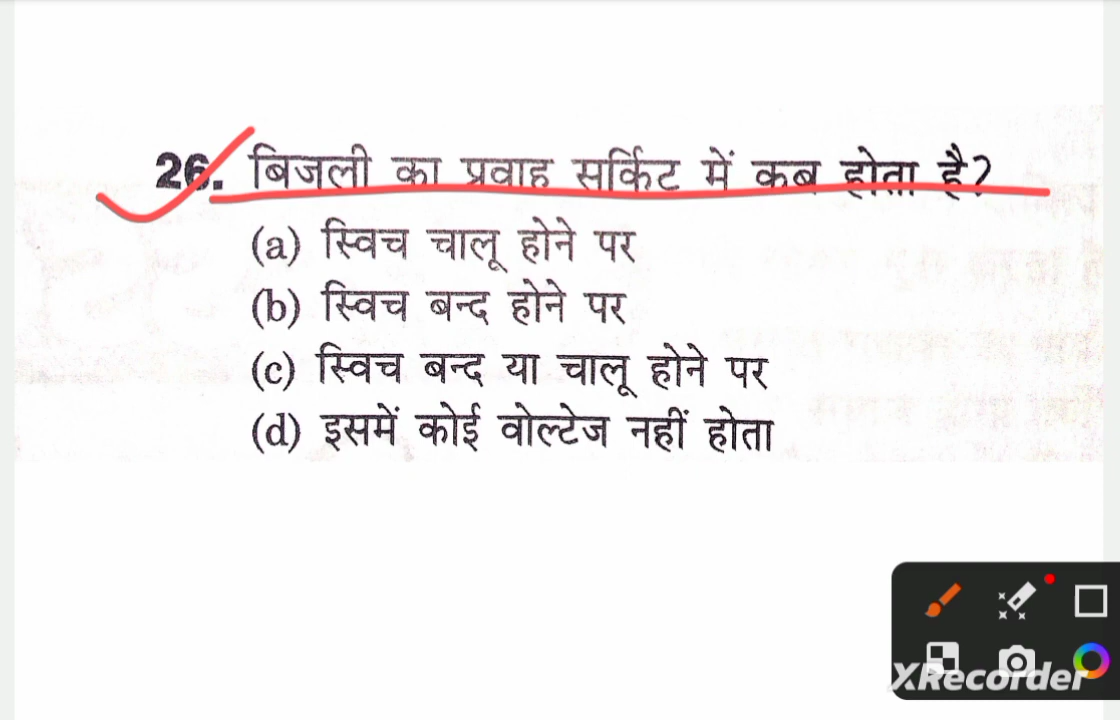 26. बिजली का प्रवाह सर्किट में कब होता है?
(a) स्विच चालू होने पर
(b) स्विच बन्द होने पर
(c) स्विच बन्द या चालू होने पर
(d) इसमें कोई वोल्टेज नहीं होता
XRecorder